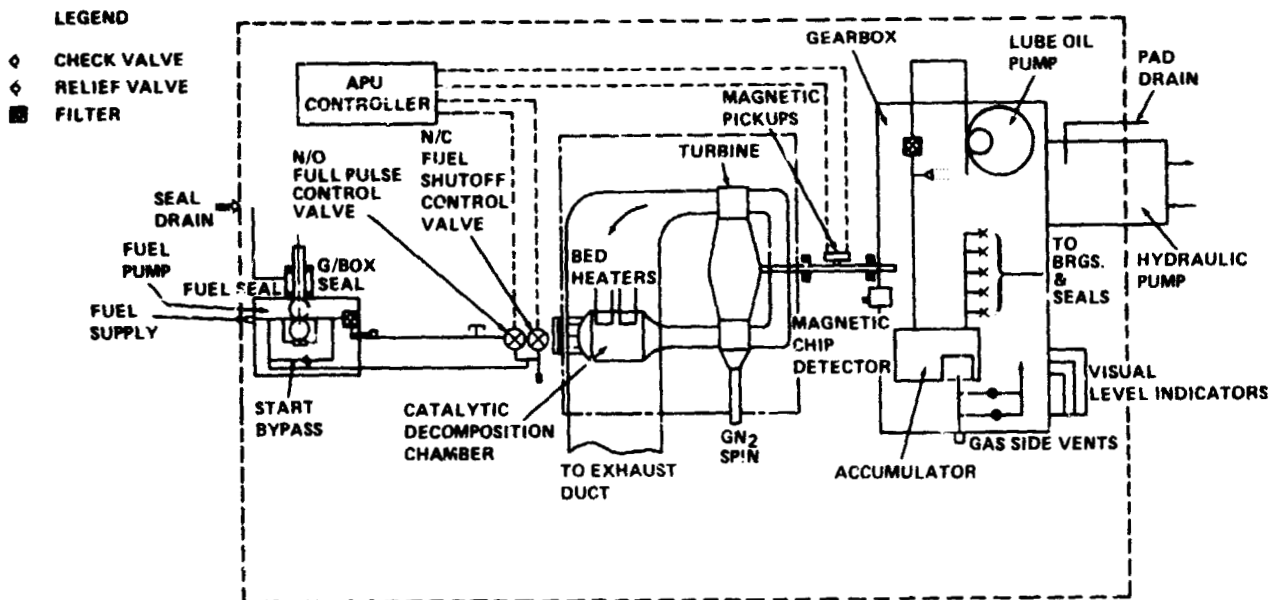 LEGEND
CHECK VALVE
RELIEF VALVE
FILTER
APU
CONTROLLER
N/O
FULL PULSE
CONTROL
VALVE
N/C
FUEL
SHUTOFF
CONTROL
VALVE
MAGNETIC
PICKUPS
TURBINE
GEARBOX
LUBE OIL
PUMP
PAD
DRAIN
SEAL
DRAIN
FUEL
PUMP
FUEL SEAL
G/BOX
SEAL
FUEL
SUPPLY
START
BYPASS
BED
HEATERS
CATALYTIC
DECOMPOSITION
CHAMBER
TO EXHAUST
DUCT
GN2
SPIN
MAGNETIC
CHIP
DETECTOR
TO
BRGS.
&
SEALS
HYDRAULIC
PUMP
VISUAL
LEVEL INDICATORS
GAS SIDE VENTS
ACCUMULATOR